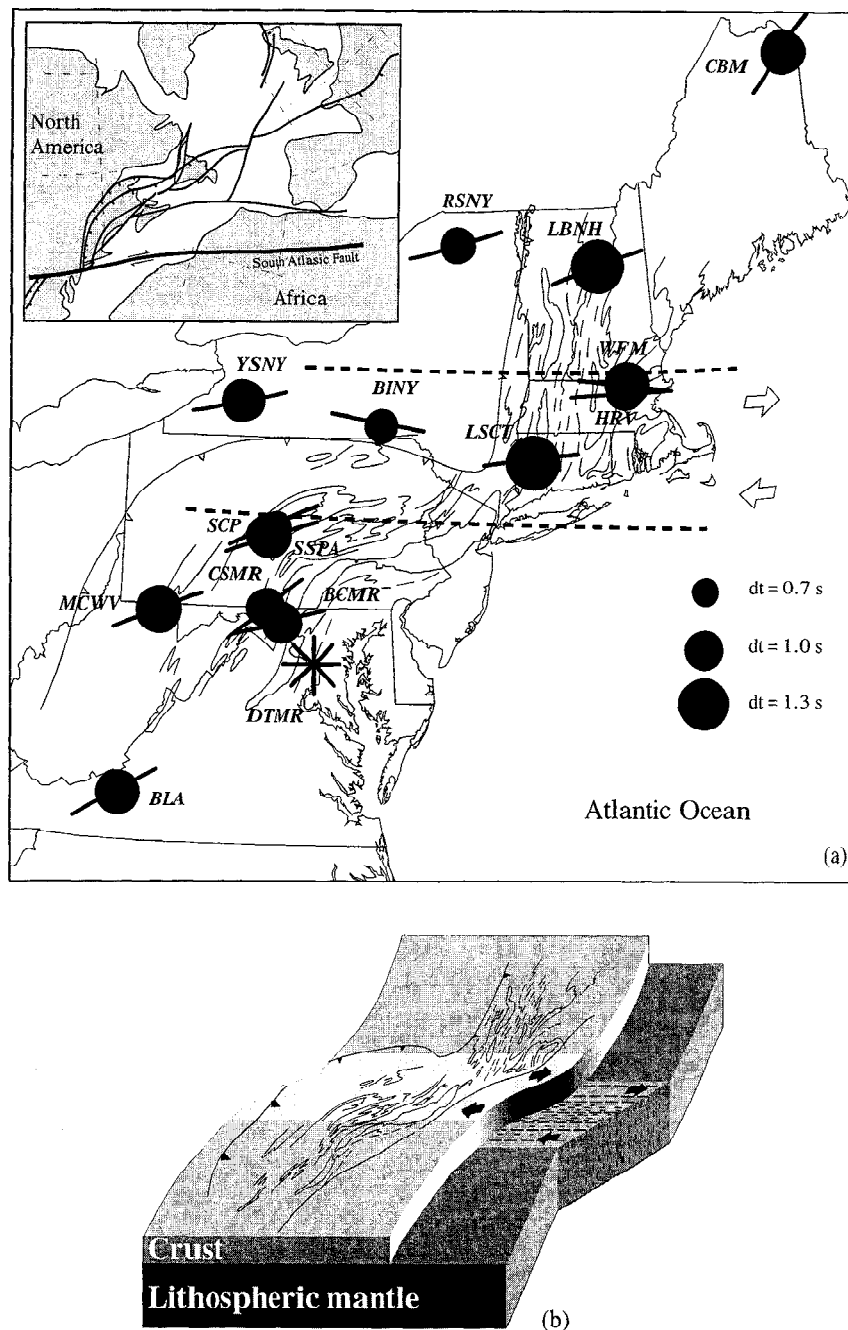 North
America
South Atlasic Fault
Africa
CBM
RSNY
LBNH
WFM
YSNY
BINY
LSCT
HRV
SCP
SSPA
CSMR
MCWV
BCMR
DTMR
BLA
dt = 0.7 s
dt = 1.0 s
dt = 1.3 s
Atlantic Ocean
(a)
Crust
Lithospheric mantle
(b)